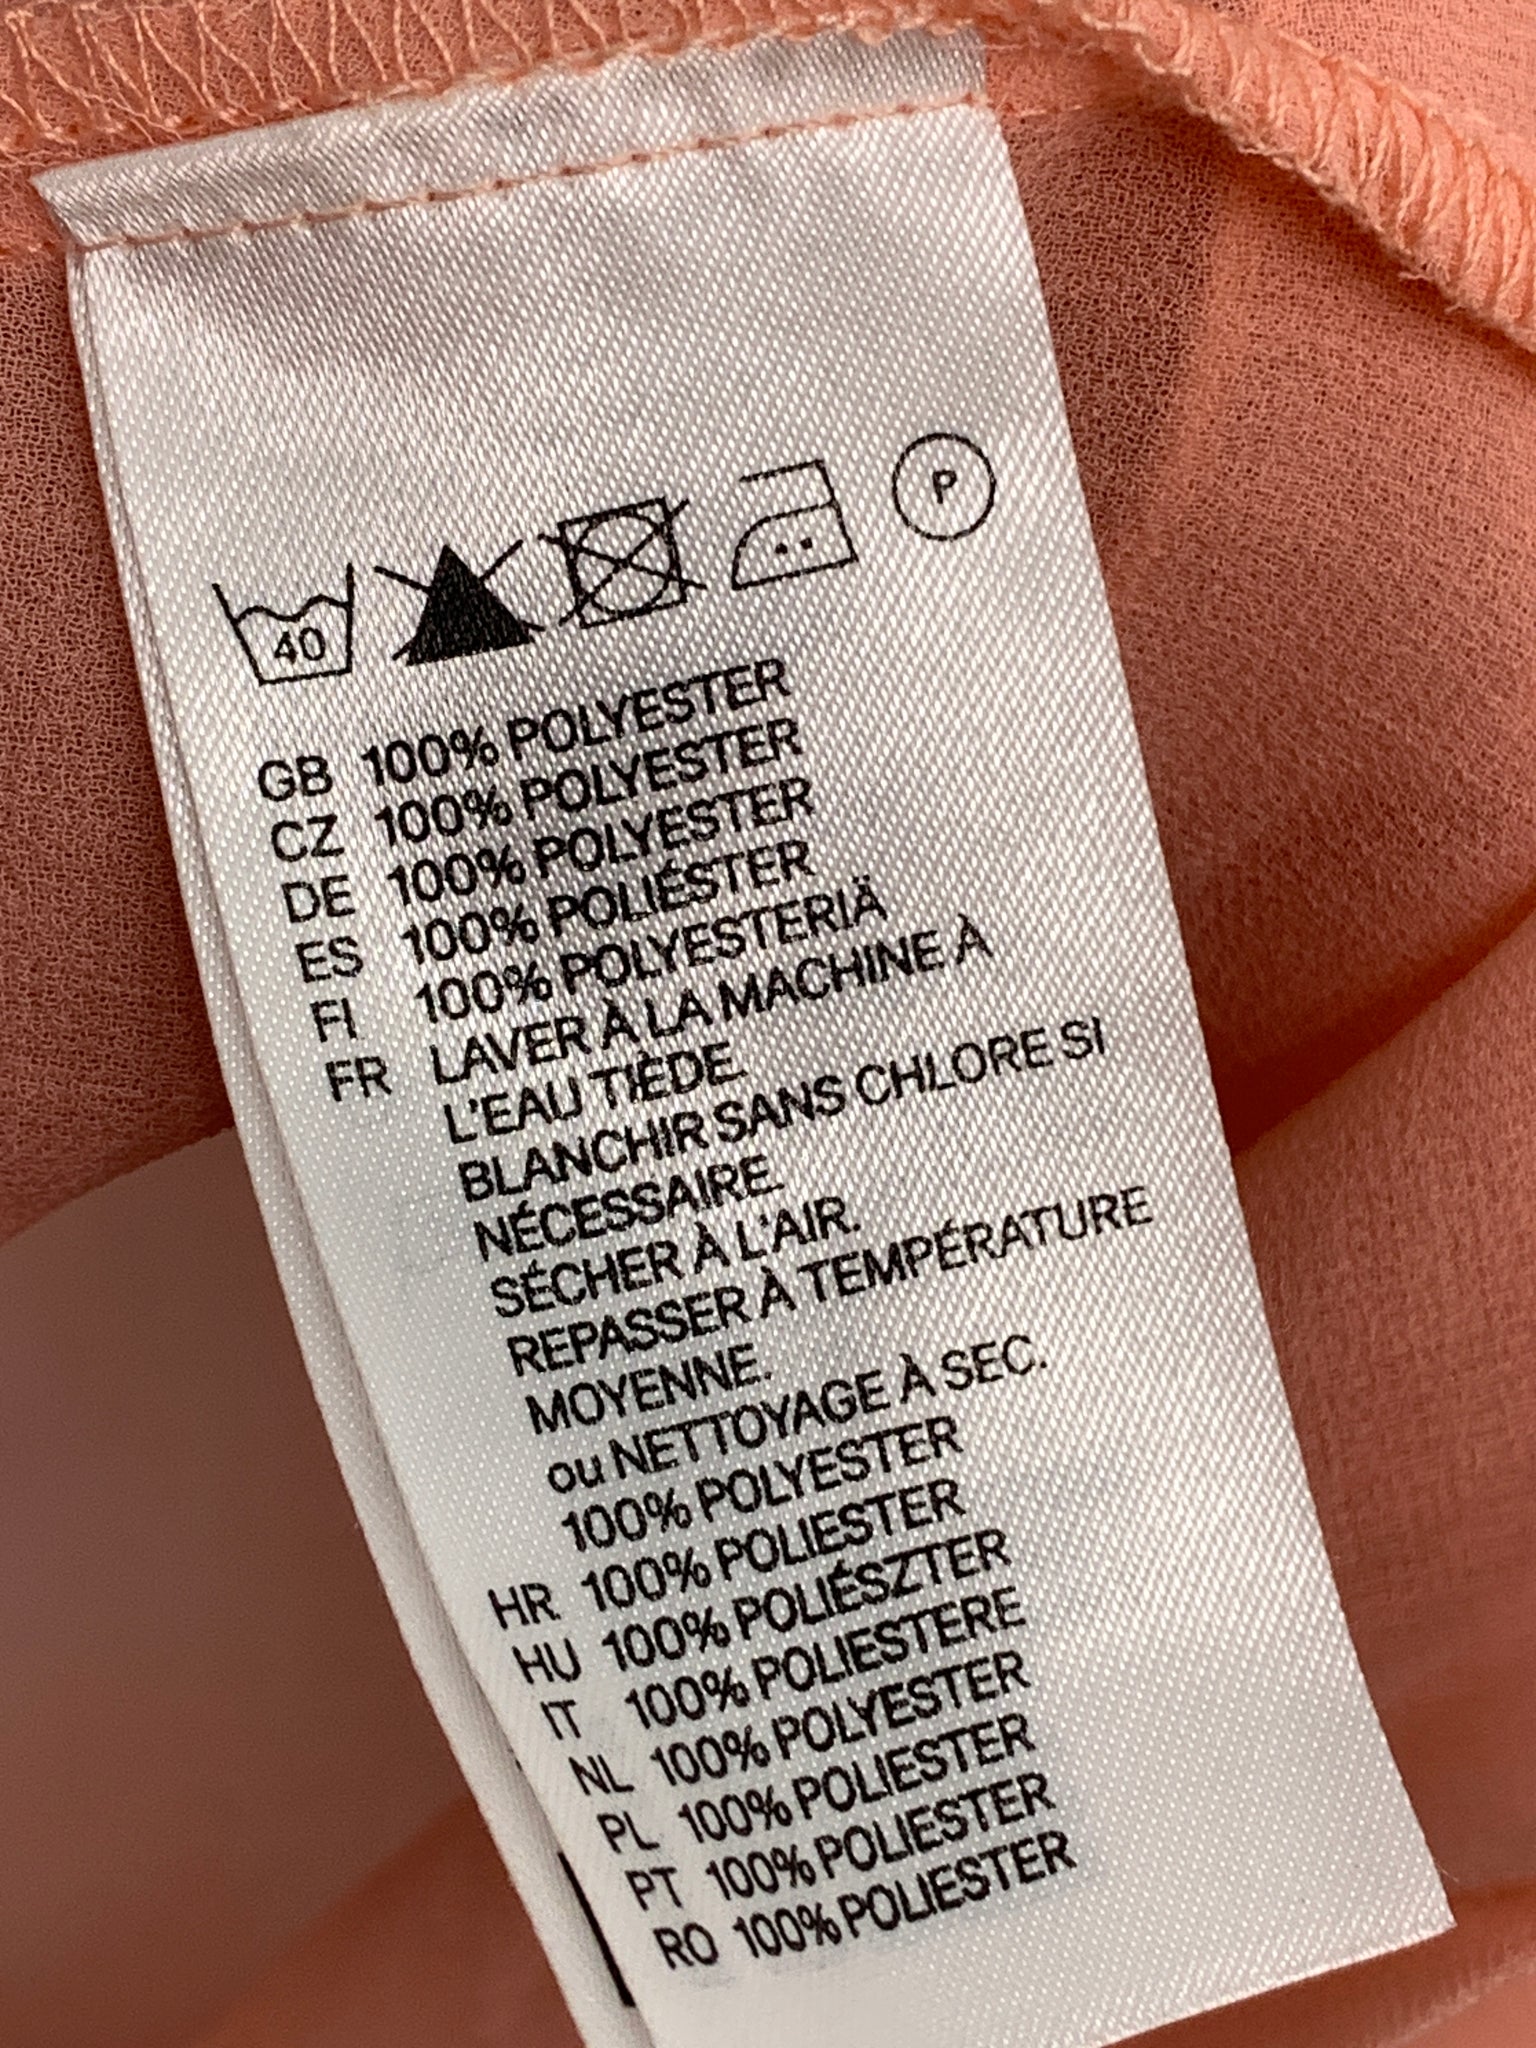 40 P
GB 100% POLYESTER
CZ 100% POLYESTER
DE 100% POLYESTER
ES 100% POLIÉSTER
FI 100% POLYESTERIÄ
FR LAVER À LA MACHINE À
L'EAU TIÈDE.
BLANCHIR SANS CHLORE SI
NÉCESSAIRE.
SÉCHER À L'AIR.
REPASSER À TEMPÉRATURE
MOYENNE.
ou NETTOYAGE À SEC.
100% POLYESTER
HR 100% POLIESTER
HU 100% POLIÉSZTER
IT 100% POLIESTERE
NL 100% POLYESTER
PL 100% POLIESTER
PT 100% POLIESTER
RO 100% POLIESTER